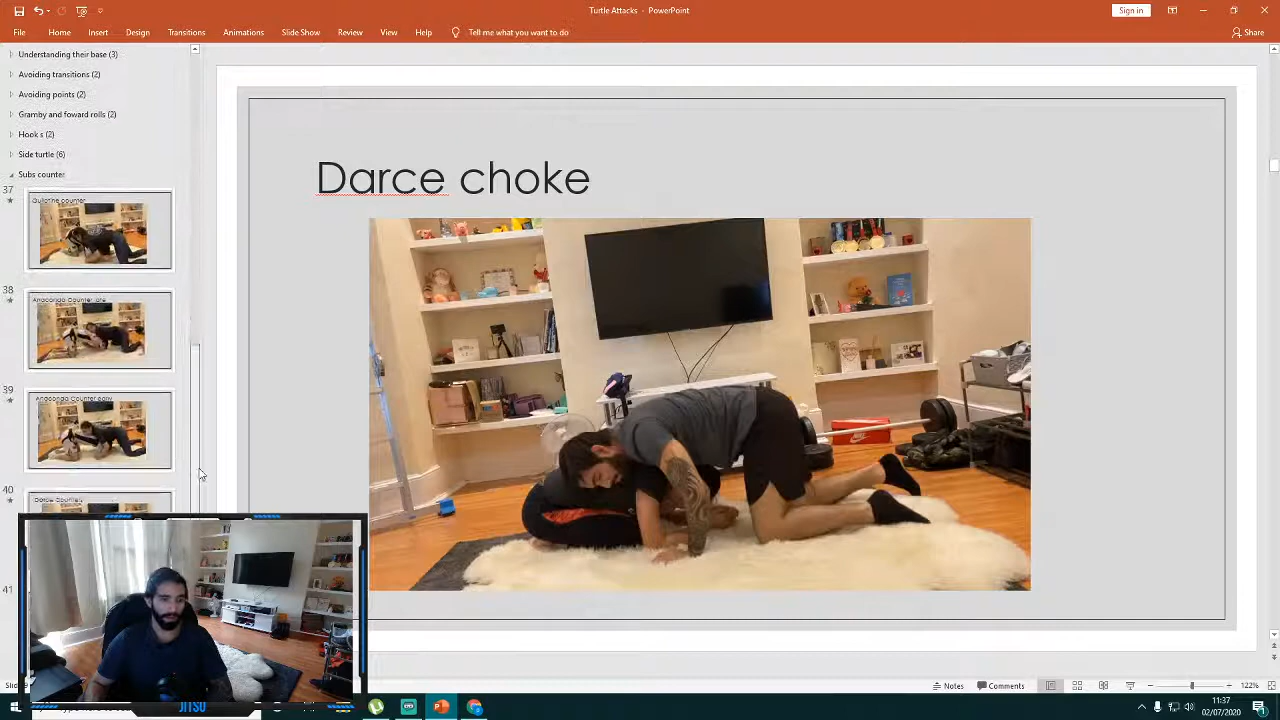 Turtle Attacks - PowerPoint
Sign in
File Home Insert Design Transitions Animations Slide Show Review View Help Tell me what you want to do
Share
Understanding their base (3)
Avoiding transitions (2)
Avoiding points (2)
Gramby and foward rolls (2)
Hook s (2)
Side turtle (6)
Subs counter
37
38
39
40
41
Darce choke
Notes
Comments
122%
JITSU
11:37
02/07/2020